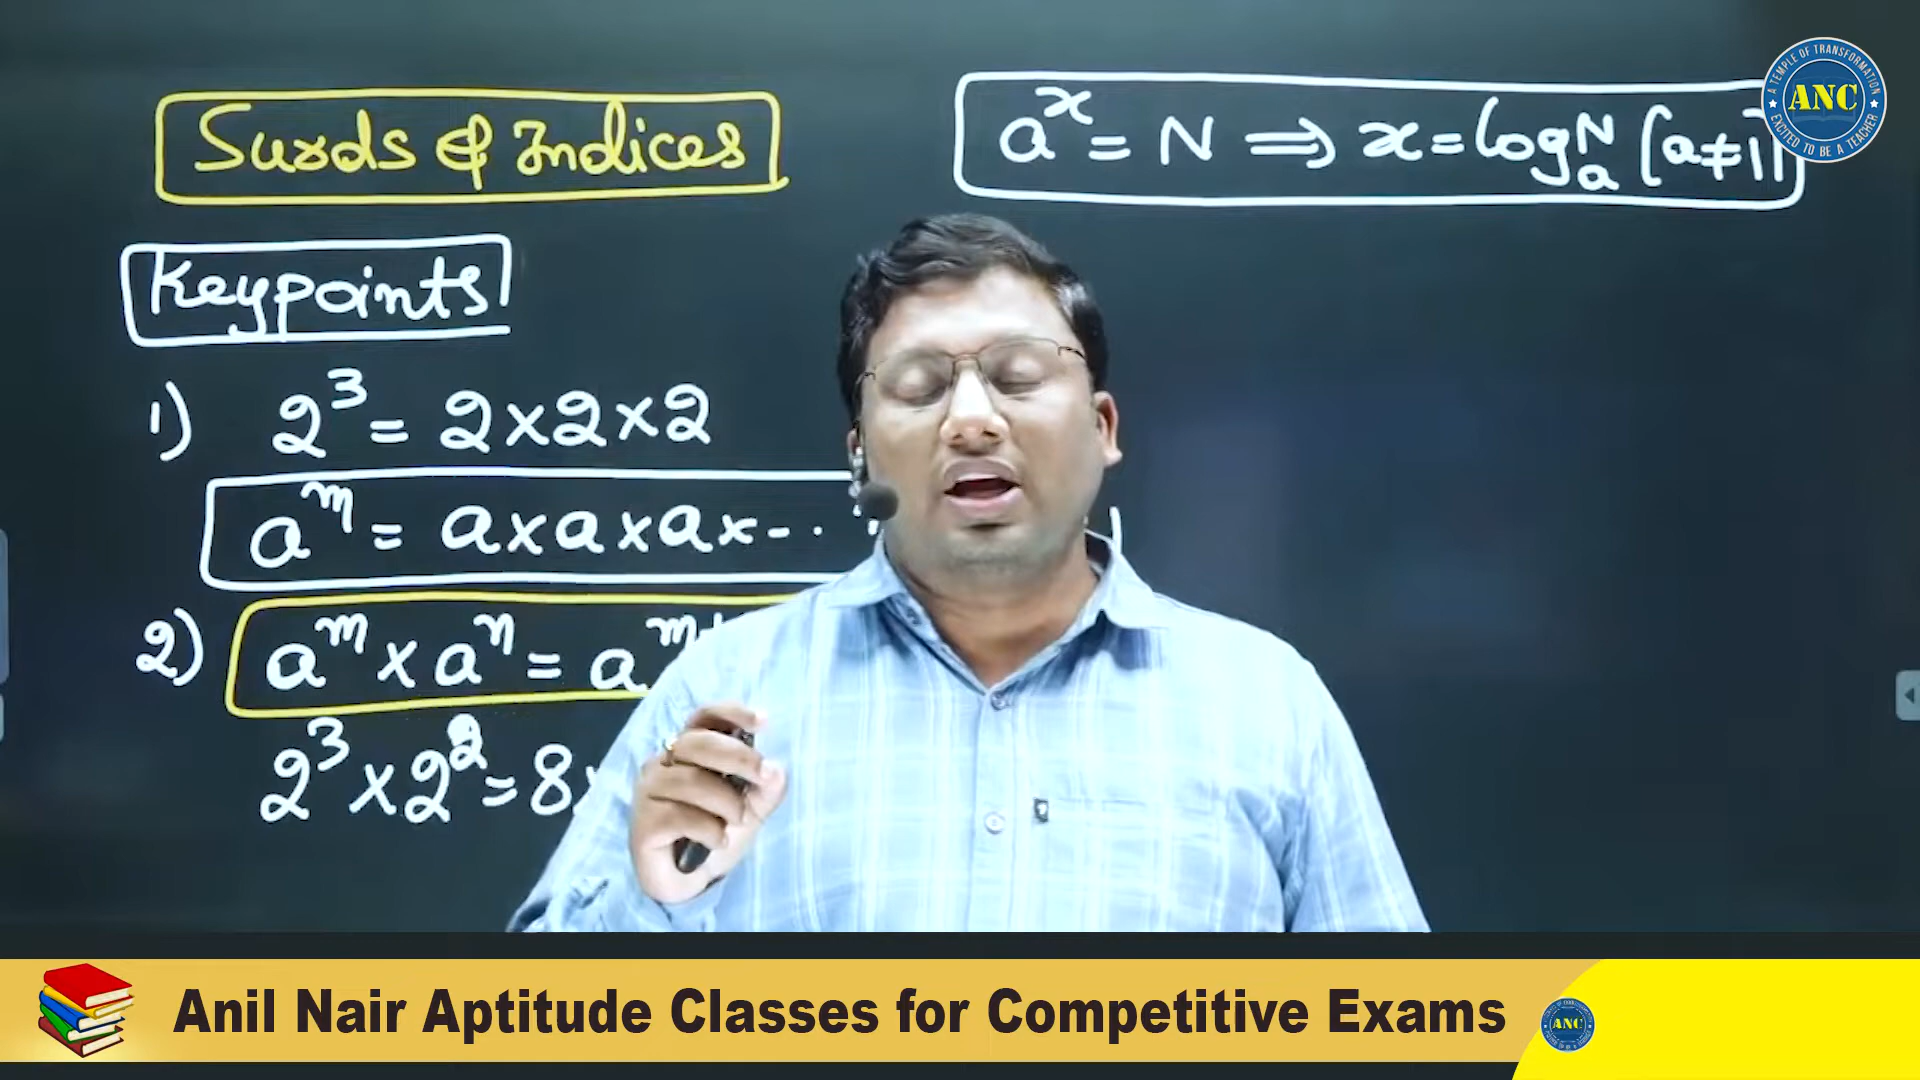 Surds & Indices
a^x = N ⟹ x = log_a N [a≠1]
A TEMPLE OF TRANSFORMATION
ANC
EXCITED TO BE A TEACHER
Keypoints
1) 2^3 = 2×2×2
a^m = a×a×a×-..
2) a^m × a^n = a^m+
2^3 × 2^2 = 8×
Anil Nair Aptitude Classes for Competitive Exams
ANC